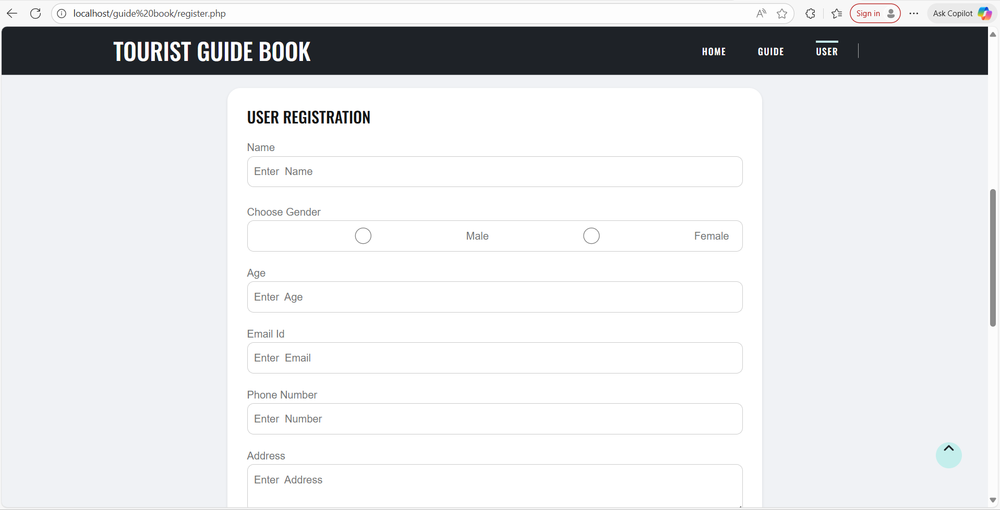 localhost/guide%20book/register.php
Sign in
Ask Copilot
TOURIST GUIDE BOOK
HOME
GUIDE
USER
USER REGISTRATION
Name
Enter  Name
Choose Gender
Male
Female
Age
Enter  Age
Email Id
Enter  Email
Phone Number
Enter  Number
Address
Enter  Address